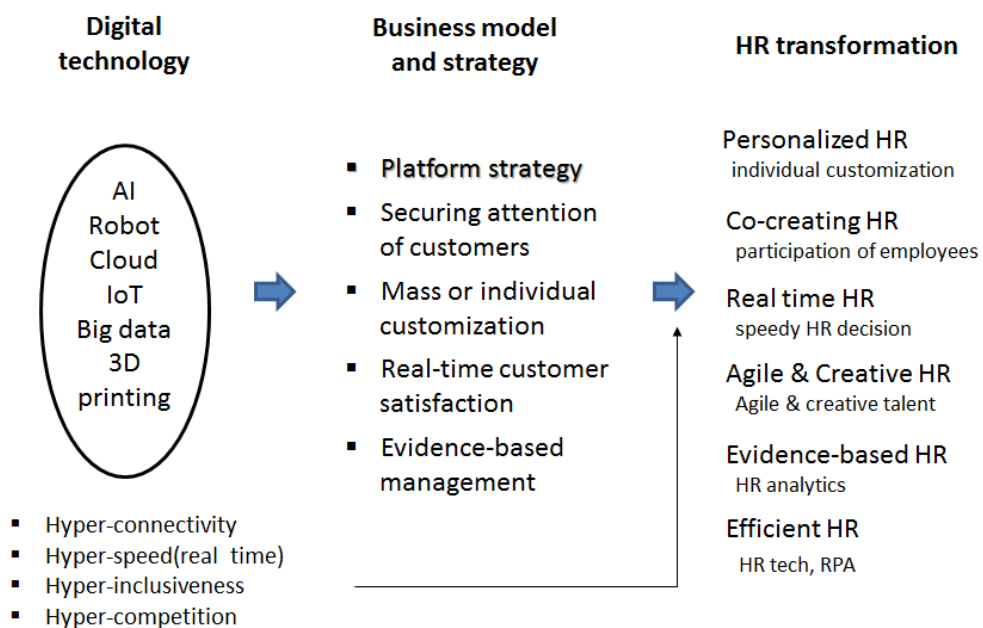 Digital
technology
AI
Robot
Cloud
IoT
Big data
3D
printing
▪ Hyper-connectivity
▪ Hyper-speed(real time)
▪ Hyper-inclusiveness
▪ Hyper-competition
Business model
and strategy
▪ Platform strategy
▪ Securing attention
of customers
▪ Mass or individual
customization
▪ Real-time customer
satisfaction
▪ Evidence-based
management
HR transformation
Personalized HR
individual customization
Co-creating HR
participation of employees
Real time HR
speedy HR decision
Agile & Creative HR
Agile & creative talent
Evidence-based HR
HR analytics
Efficient HR
HR tech, RPA